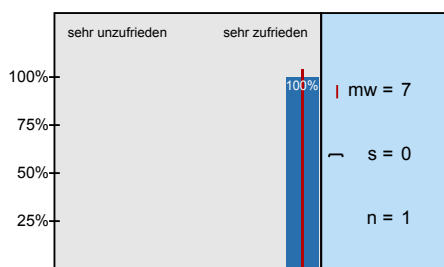 sehr unzufrieden sehr zufrieden
100%
100%
mw = 7
75%
50%
s = 0
25%
n = 1